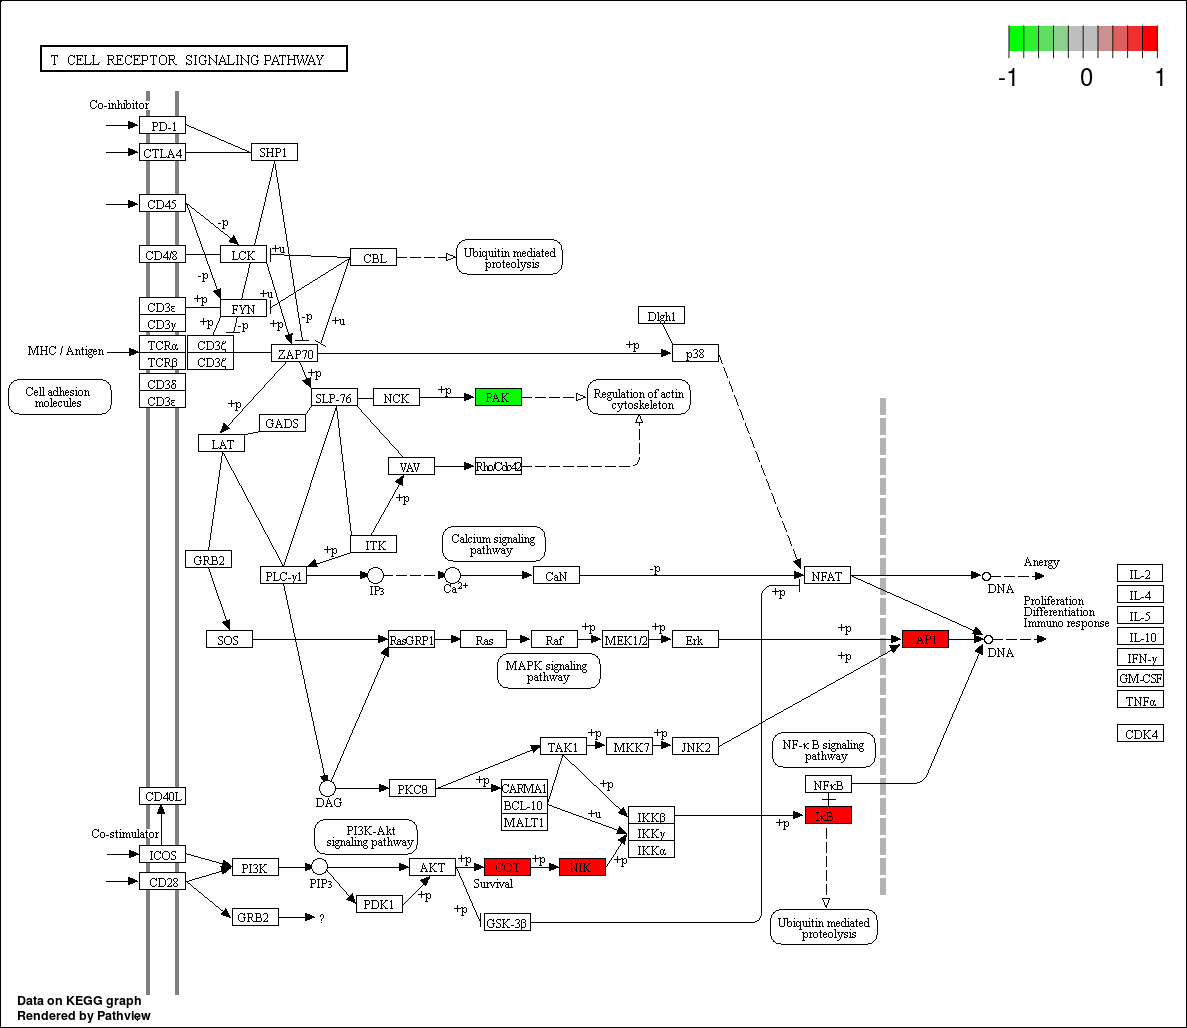 T CELL RECEPTOR SIGNALING PATHWAY
-1 0 1
Co-inhibitor
PD-1
CTLA4
SHP1
CD45
-p
CD4/8
LCK
+u
CBL
Ubiquitin mediated
proteolysis
-p
CD3ε
+p
FYN
+u
CD3γ
+p
-p
+p
-p
+u
Dlgh1
MHC / Antigen
TCRα
CD3ζ
TCRβ
CD3ζ
ZAP70
+p
p38
Cell adhesion
molecules
CD3δ
CD3ε
+p
+p
SLP-76
NCK
+p
PAK
Regulation of actin
cytoskeleton
GADS
LAT
VAV
Rho/Cdc42
+p
ITK
+p
Calcium signaling
pathway
GRB2
PLC-γ1
IP3
Ca2+
CaN
-p
NFAT
+p
DNA
Anergy
Proliferation
Differentiation
Immuno response
IL-2
IL-4
IL-5
IL-10
IFN-γ
GM-CSF
TNFα
CDK4
SOS
RasGRP1
Ras
Raf
+p
MEK1/2
+p
Erk
+p
+p
AP1
DNA
MAPK signaling
pathway
TAK1
+p
MKK7
+p
JNK2
NF-κB signaling
pathway
DAG
PKCθ
+p
CARMA1
BCL-10
MALT1
+p
+u
IKKβ
IKKγ
IKKα
+p
NFκB
IκB
CD40L
Co-stimulator
ICOS
CD28
PI3K-Akt
signaling pathway
PI3K
PIP3
AKT
+p
COT
+p
NIK
+p
Survival
PDK1
+p
+p
GSK-3β
GRB2
?
Ubiquitin mediated
proteolysis
Data on KEGG graph
Rendered by Pathview